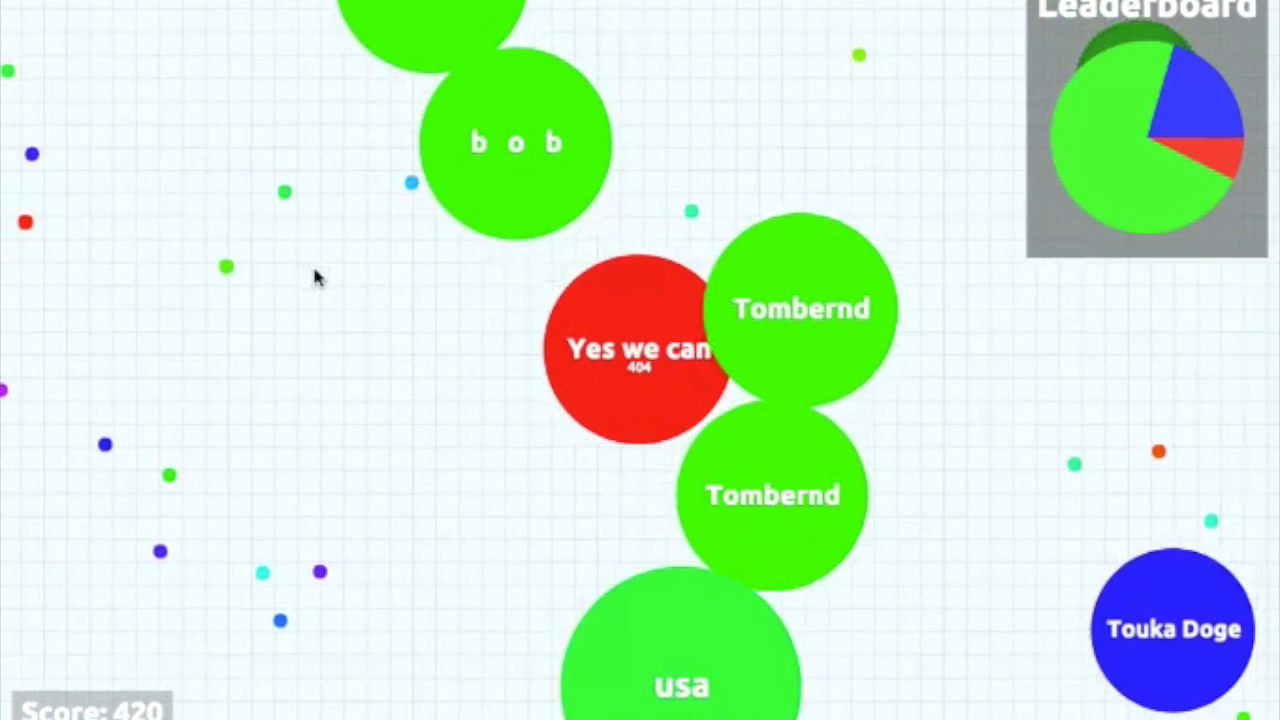 Leaderboard
b o b
Tombernd
Yes we can
404
Tombernd
Touka Doge
usa
Score: 420